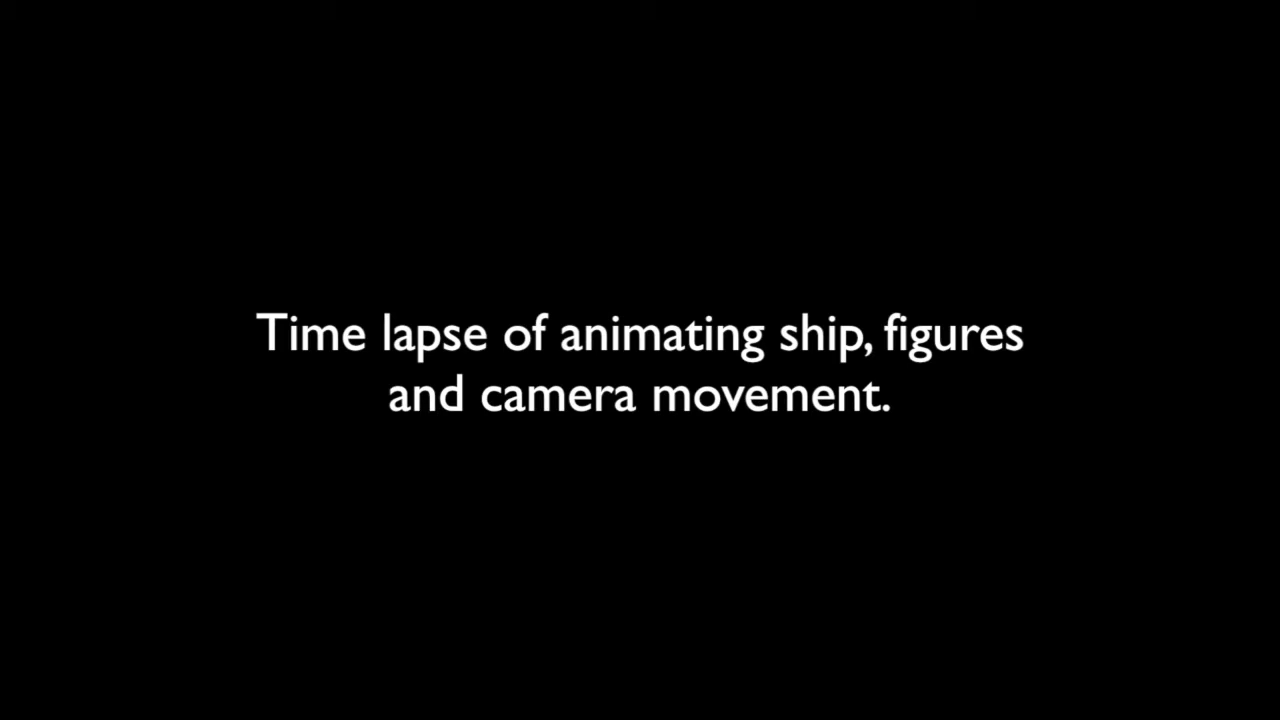 Time lapse of animating ship, figures
and camera movement.